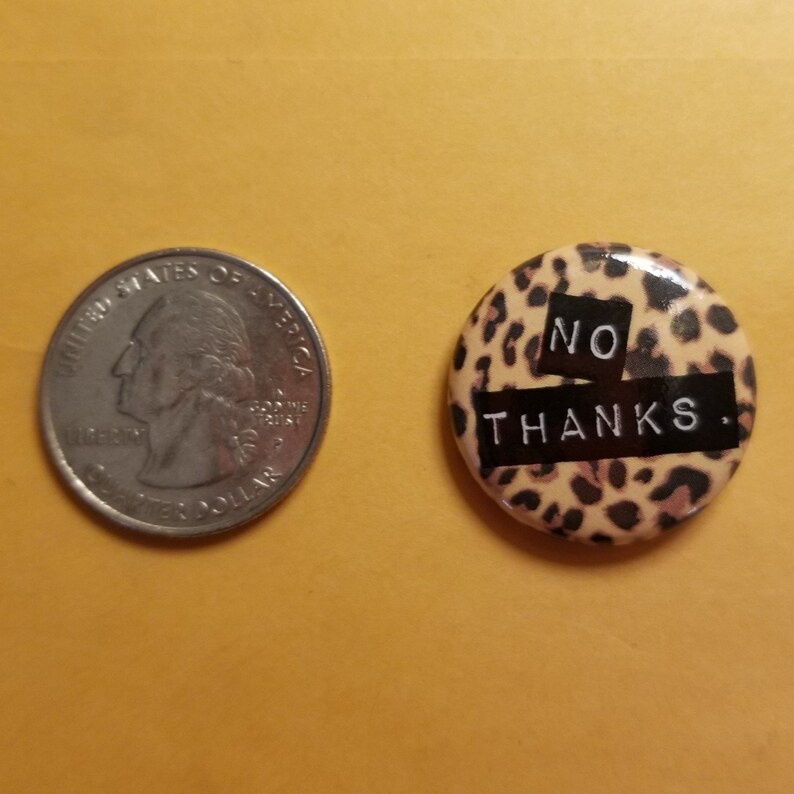 UNITED STATES OF AMERICA
LIBERTY
IN
GOD WE
TRUST
P
QUARTER DOLLAR
NO
THANKS.